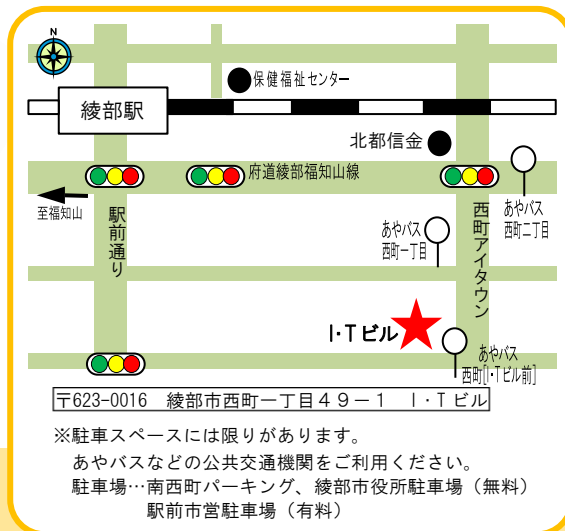 N
保健福祉センター
綾部駅
北都信金
府道綾部福知山線
至福知山
駅前通り
あやバス
西町一丁目
西町アイタウン
あやバス
西町二丁目
I・Tビル
あやバス
西町[I・Tビル前]
〒623-0016 綾部市西町一丁目49-1 I・Tビル
※駐車スペースには限りがあります。
あやバスなどの公共交通機関をご利用ください。
駐車場…南西町パーキング、綾部市役所駐車場（無料）
駅前市営駐車場（有料）